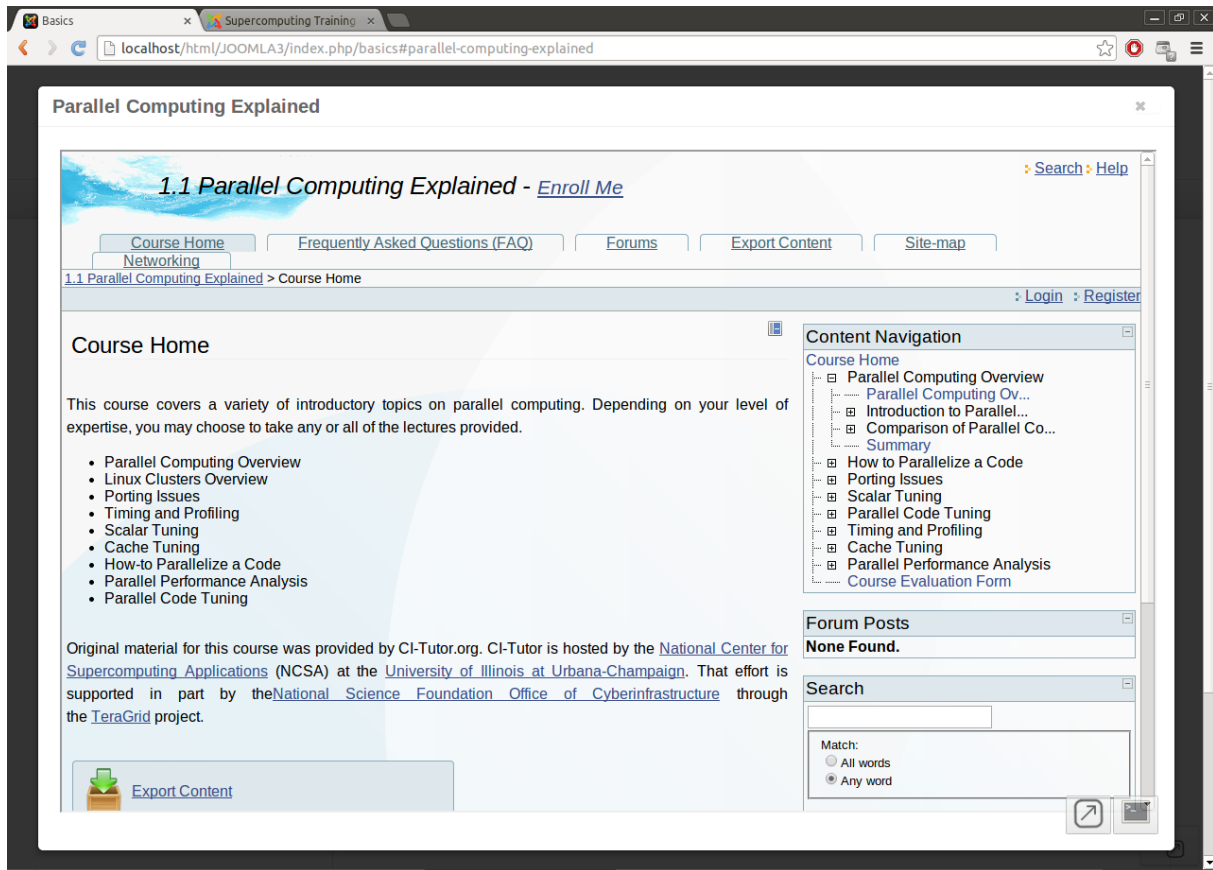 Basics
Supercomputing Training
localhost/html/JOOMLA3/index.php/basics#parallel-computing-explained
Parallel Computing Explained
Search Help
1.1 Parallel Computing Explained - Enroll Me
Course Home Frequently Asked Questions (FAQ) Forums Export Content Site-map
Networking
1.1 Parallel Computing Explained > Course Home
Login Register
Course Home
This course covers a variety of introductory topics on parallel computing. Depending on your level of
expertise, you may choose to take any or all of the lectures provided.
• Parallel Computing Overview
• Linux Clusters Overview
• Porting Issues
• Timing and Profiling
• Scalar Tuning
• Cache Tuning
• How-to Parallelize a Code
• Parallel Performance Analysis
• Parallel Code Tuning
Original material for this course was provided by CI-Tutor.org. CI-Tutor is hosted by the National Center for
Supercomputing Applications (NCSA) at the University of Illinois at Urbana-Champaign. That effort is
supported in part by theNational Science Foundation Office of Cyberinfrastructure through
the TeraGrid project.
Export Content
Content Navigation
Course Home
Parallel Computing Overview
Parallel Computing Ov...
Introduction to Parallel...
Comparison of Parallel Co...
Summary
How to Parallelize a Code
Porting Issues
Scalar Tuning
Parallel Code Tuning
Timing and Profiling
Cache Tuning
Parallel Performance Analysis
Course Evaluation Form
Forum Posts
None Found.
Search
Match:
All words
Any word